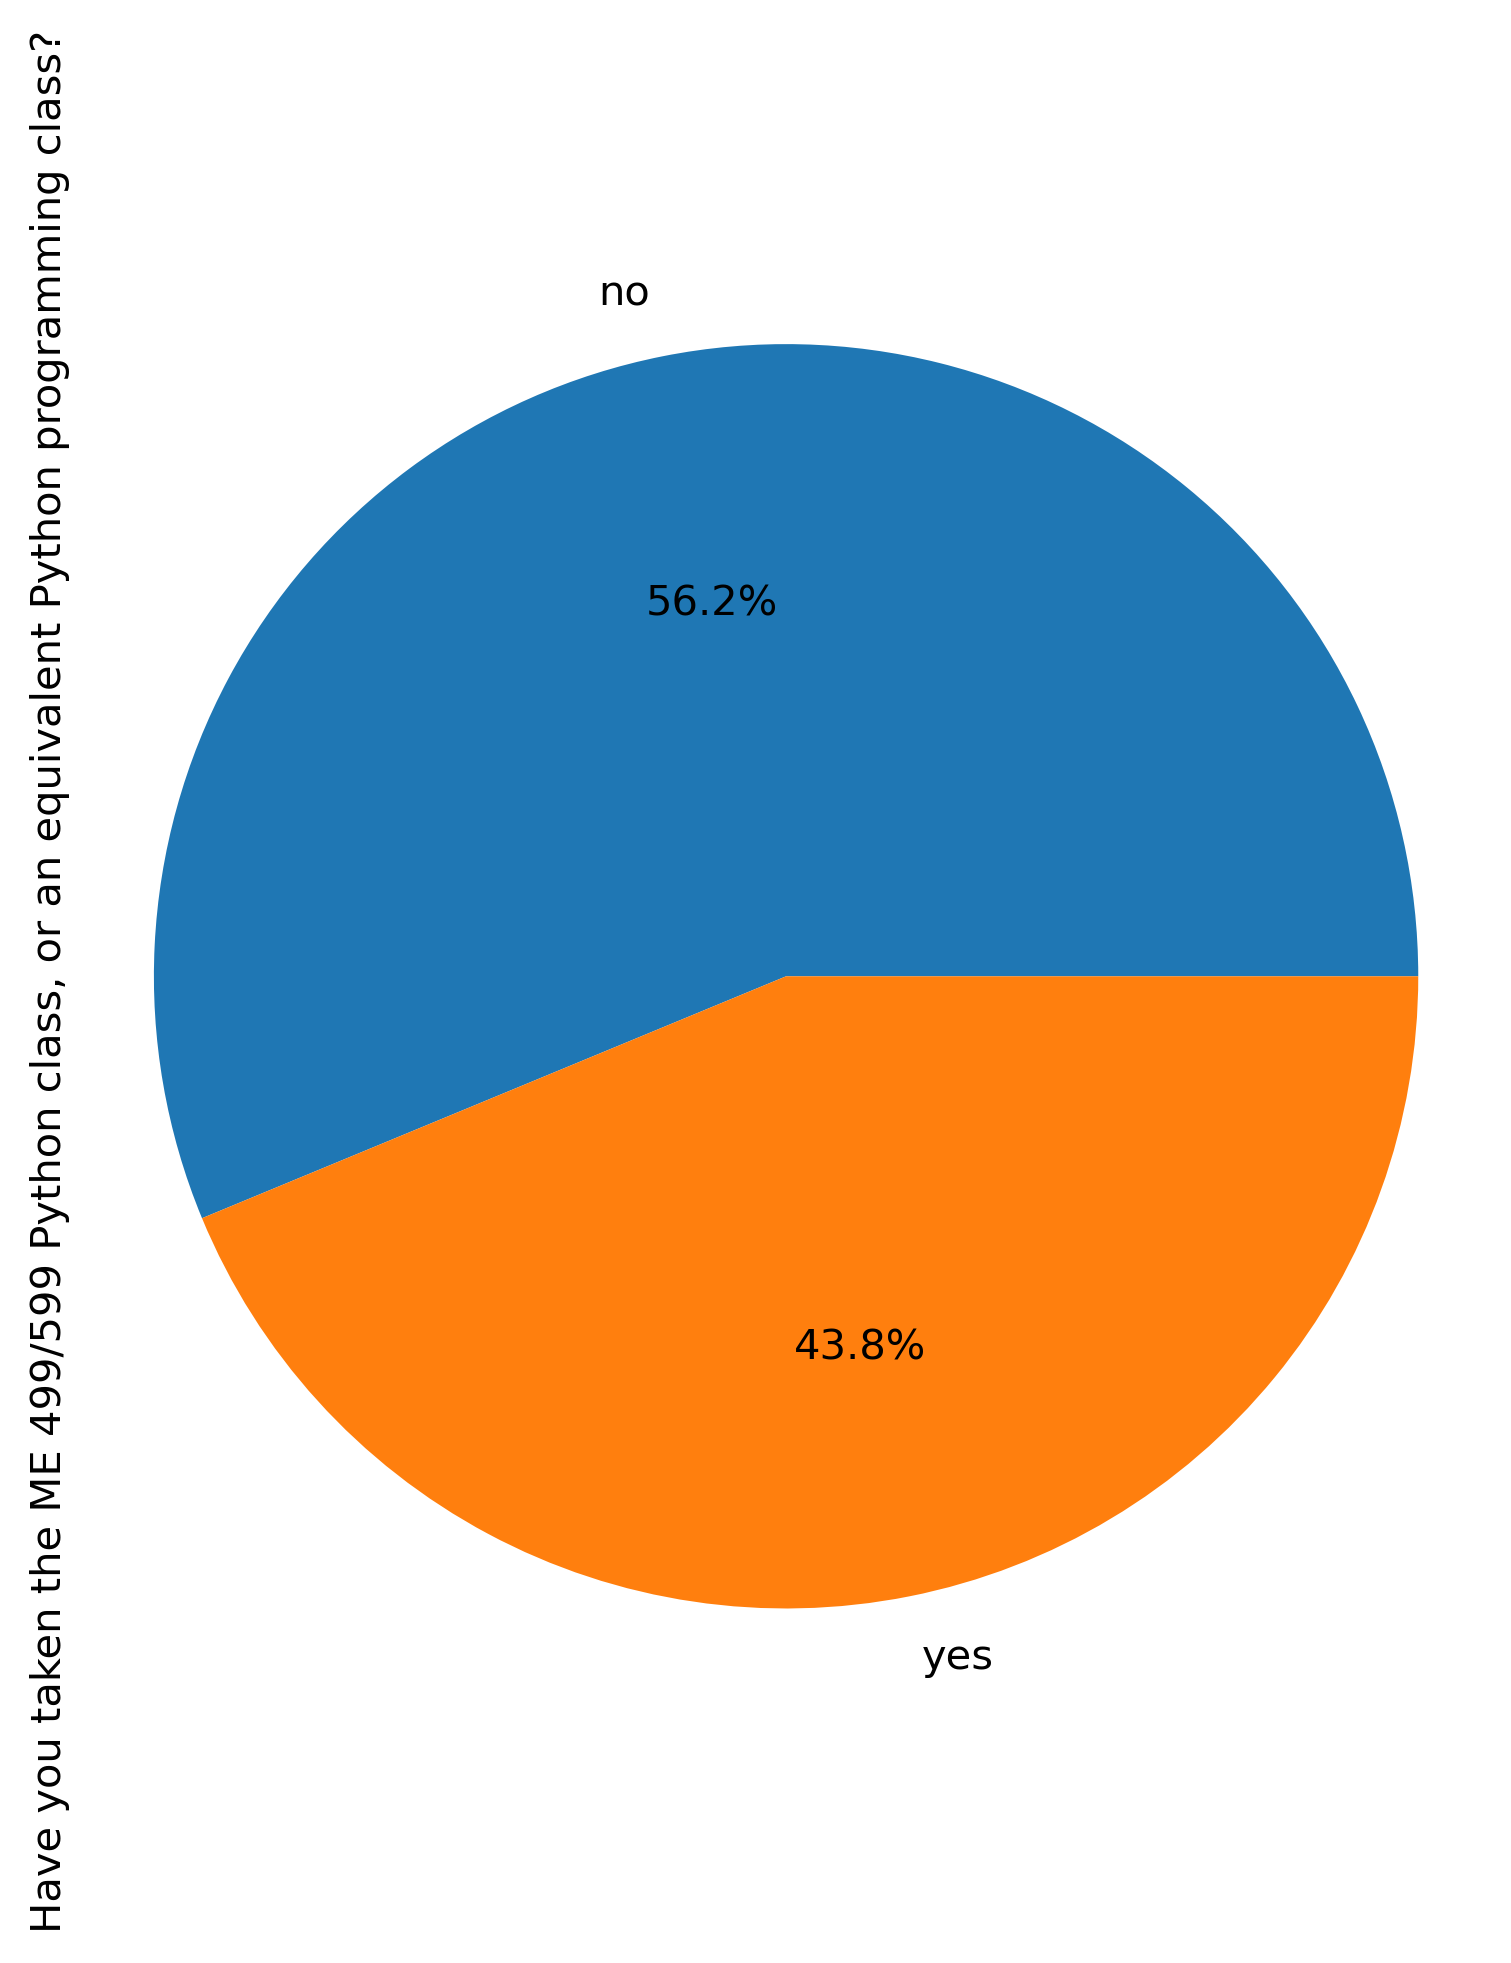 Have you taken the ME 499/599 Python class, or an equivalent Python programming class?
no
56.2%
43.8%
yes